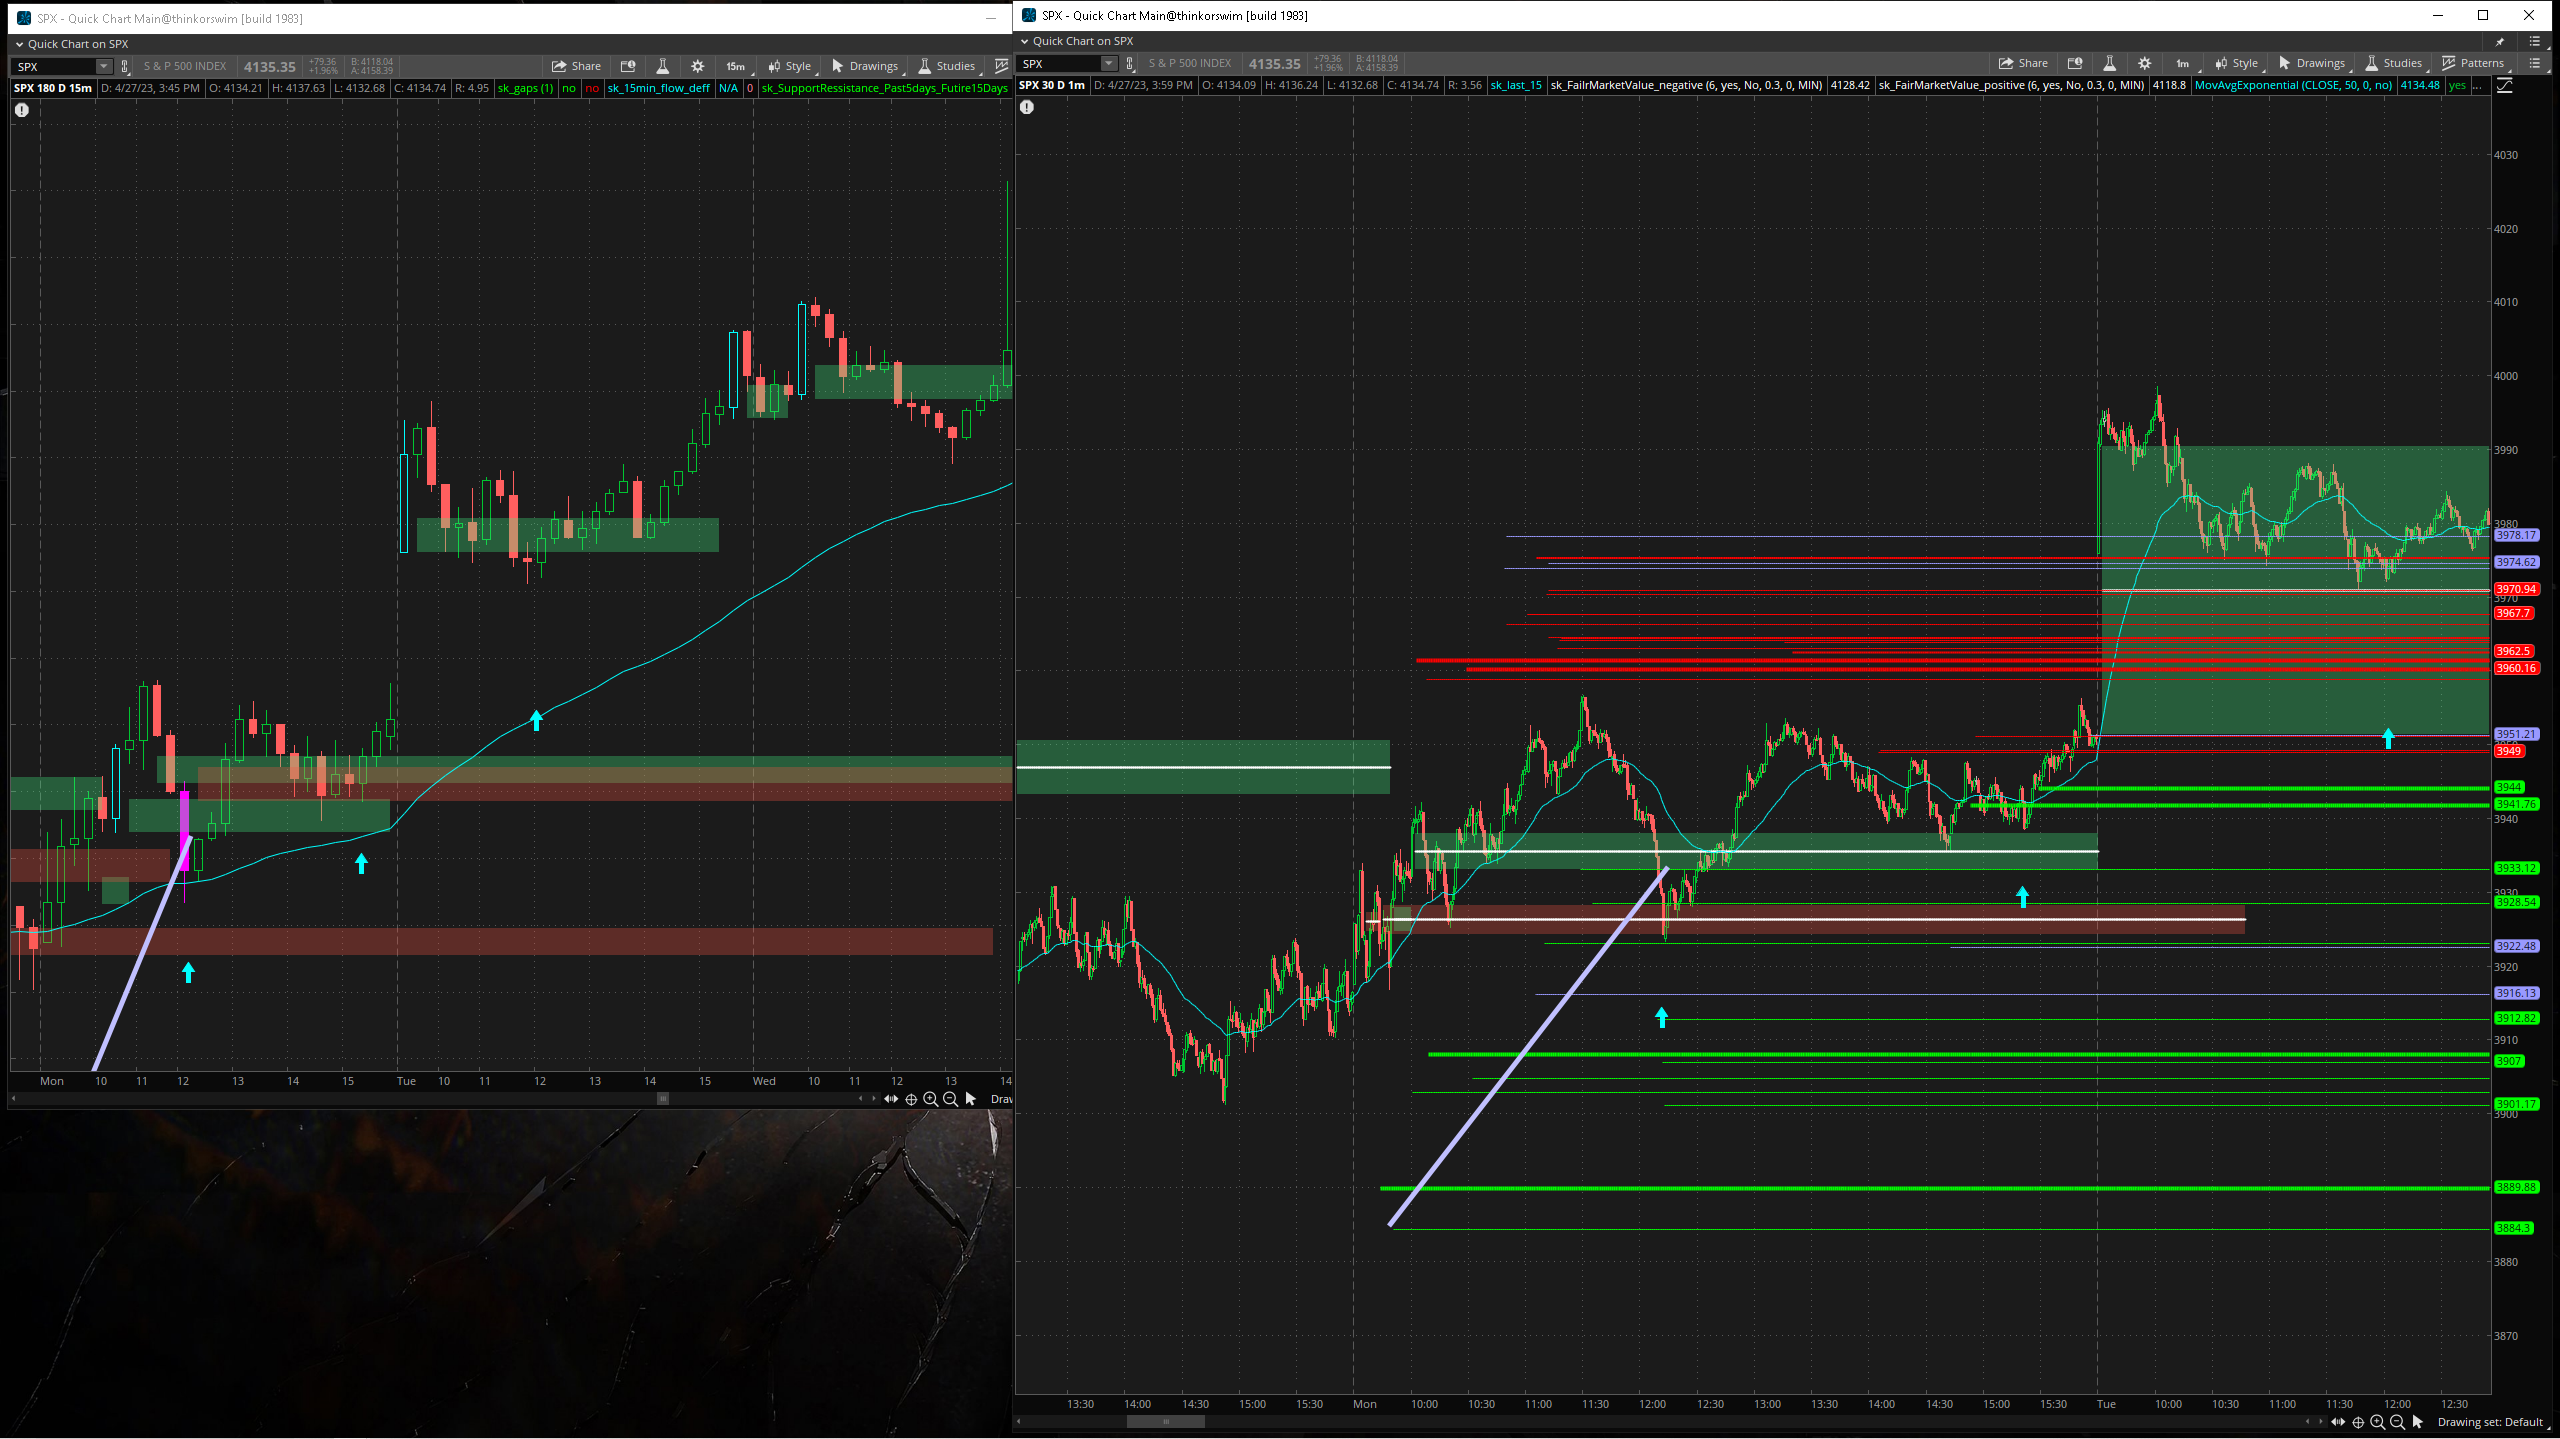 SPX - Quick Chart Main@thinkorswim [build 1983]
Quick Chart on SPX
SPX S & P 500 INDEX 4135.35 +79.36 +1.96% B: 4118.04 A: 4158.39 Share 15m Style Drawings Studies
SPX 180 D 15m D: 4/27/23, 3:45 PM O: 4134.21 H: 4137.63 L: 4132.68 C: 4134.74 R: 4.95 sk_gaps (1) no no sk_15min_flow_deff N/A 0 sk_SupportRessistance_Past5days_Futire15Days
Mon 10 11 12 13 14 15 Tue 10 11 12 13 14 15 Wed 10 11 12 13 14
Draw
SPX - Quick Chart Main@thinkorswim [build 1983]
Quick Chart on SPX
SPX S & P 500 INDEX 4135.35 +79.36 +1.96% B: 4118.04 A: 4158.39 Share 1m Style Drawings Studies Patterns
SPX 30 D 1m D: 4/27/23, 3:59 PM O: 4134.09 H: 4136.24 L: 4132.68 C: 4134.74 R: 3.56 sk_last_15 sk_FailrMarketValue_negative (6, yes, No, 0.3, 0, MIN) 4128.42 sk_FairMarketValue_positive (6, yes, No, 0.3, 0, MIN) 4118.8 MovAvgExponential (CLOSE, 50, 0, no) 4134.48 yes ...
4030
4020
4010
4000
3990
3980
3978.17
3974.62
3970.94
3970
3967.7
3962.5
3960.16
3951.21
3949
3944
3941.76
3940
3933.12
3930
3928.54
3922.48
3920
3916.13
3912.82
3910
3907
3901.17
3900
3889.88
3884.3
3880
3870
13:30 14:00 14:30 15:00 15:30 Mon 10:00 10:30 11:00 11:30 12:00 12:30 13:00 13:30 14:00 14:30 15:00 15:30 Tue 10:00 10:30 11:00 11:30 12:00 12:30
Drawing set: Default